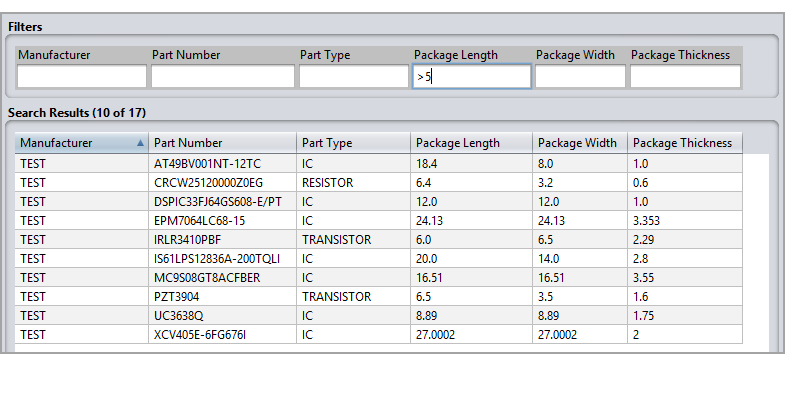 Filters
Manufacturer Part Number Part Type Package Length Package Width Package Thickness
>5
Search Results (10 of 17)
Manufacturer Part Number Part Type Package Length Package Width Package Thickness
TEST AT49BV001NT-12TC IC 18.4 8.0 1.0
TEST CRCW25120000Z0EG RESISTOR 6.4 3.2 0.6
TEST DSPIC33FJ64GS608-E/PT IC 12.0 12.0 1.0
TEST EPM7064LC68-15 IC 24.13 24.13 3.353
TEST IRLR3410PBF TRANSISTOR 6.0 6.5 2.29
TEST IS61LPS12836A-200TQLI IC 20.0 14.0 2.8
TEST MC9S08GT8ACFBER IC 16.51 16.51 3.55
TEST PZT3904 TRANSISTOR 6.5 3.5 1.6
TEST UC3638Q IC 8.89 8.89 1.75
TEST XCV405E-6FG676I IC 27.0002 27.0002 2